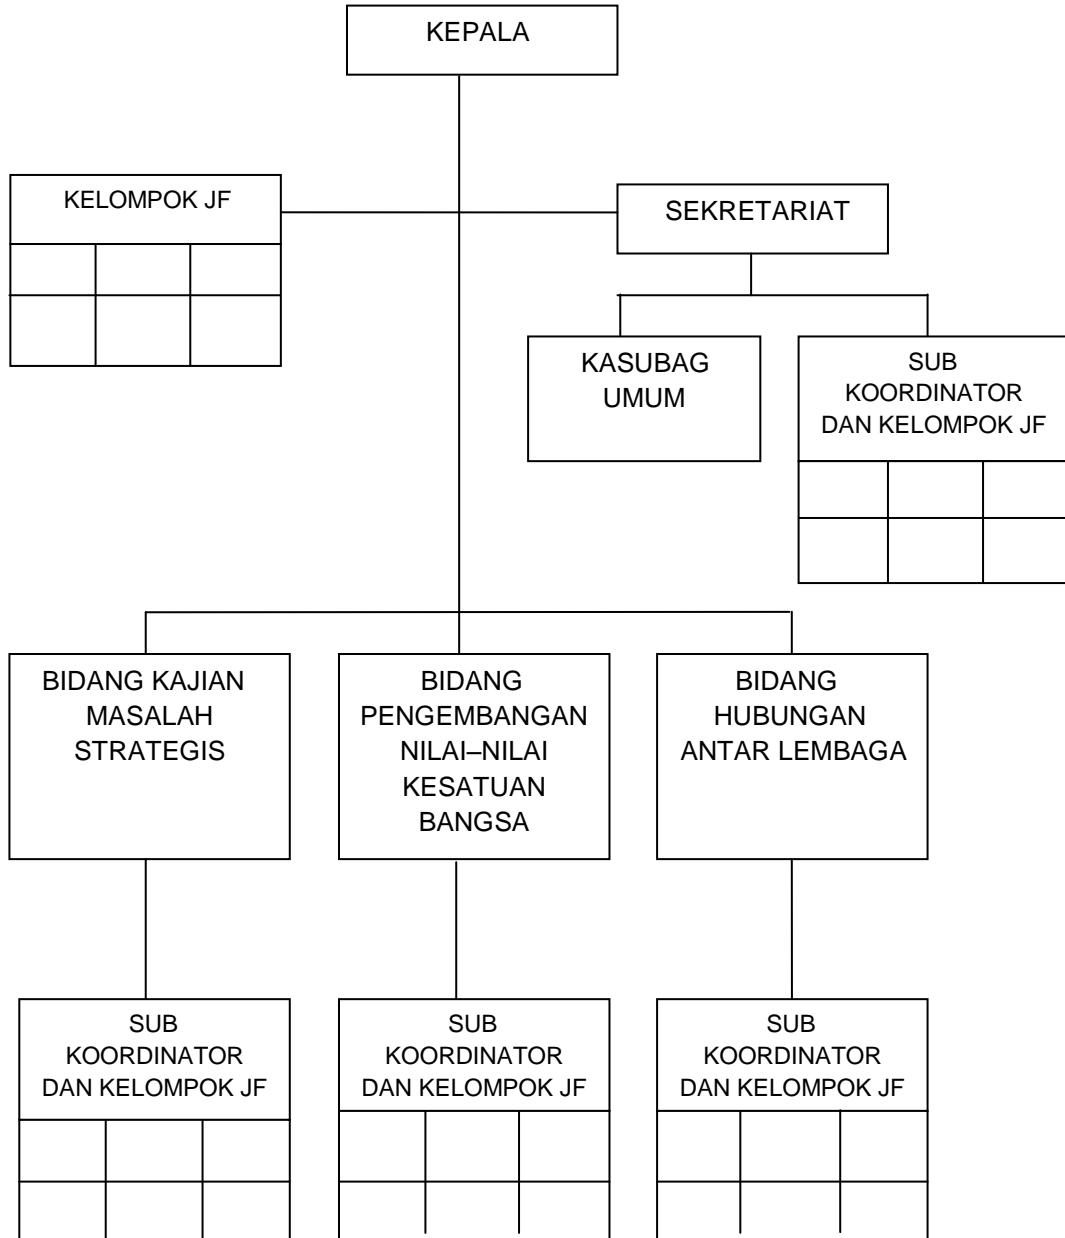 KEPALA
KELOMPOK JF
SEKRETARIAT
KASUBAG
UMUM
SUB
KOORDINATOR
DAN KELOMPOK JF
BIDANG KAJIAN
MASALAH
STRATEGIS
BIDANG
PENGEMBANGAN
NILAI–NILAI
KESATUAN
BANGSA
BIDANG
HUBUNGAN
ANTAR LEMBAGA
SUB
KOORDINATOR
DAN KELOMPOK JF
SUB
KOORDINATOR
DAN KELOMPOK JF
SUB
KOORDINATOR
DAN KELOMPOK JF